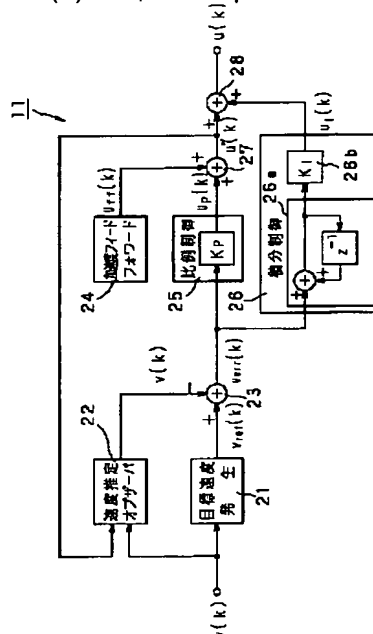 11
22
速度推定
オブザーバ
24
加速度フィード
フォワード
Uff(k)
v(k)
25
比例制御
KP
uP(k)
+
+
27
u'(k)
+
+
28
u(k)
21
目標速度
発生
Vref(k)
+
−
23
Verr(k)
26
積分制御
26a
+
+
z⁻¹
KI
26b
uI(k)
(k)